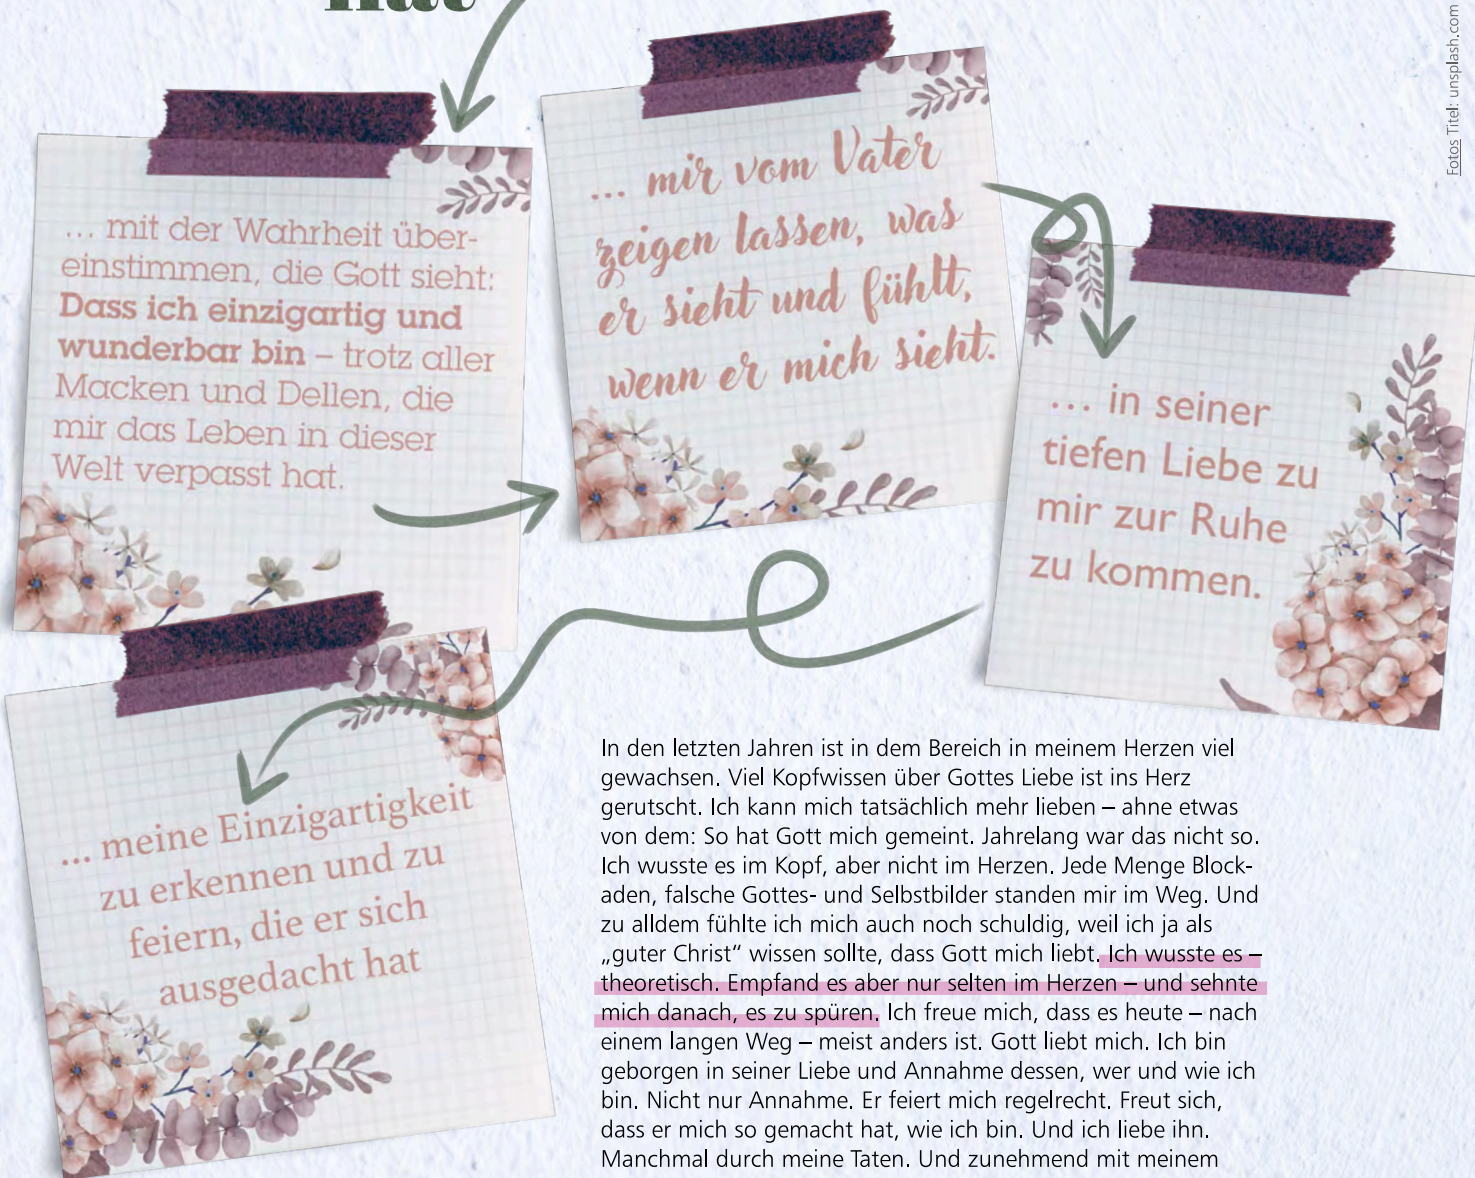 hat
… mit der Wahrheit über-
einstimmen, die Gott sieht:
Dass ich einzigartig und
wunderbar bin – trotz aller
Macken und Dellen, die
mir das Leben in dieser
Welt verpasst hat.
... mir vom Vater
zeigen lassen, was
er sieht und fühlt,
wenn er mich sieht.
… in seiner
tiefen Liebe zu
mir zur Ruhe
zu kommen.
... meine Einzigartigkeit
zu erkennen und zu
feiern, die er sich
ausgedacht hat
In den letzten Jahren ist in dem Bereich in meinem Herzen viel
gewachsen. Viel Kopfwissen über Gottes Liebe ist ins Herz
gerutscht. Ich kann mich tatsächlich mehr lieben – ahne etwas
von dem: So hat Gott mich gemeint. Jahrelang war das nicht so.
Ich wusste es im Kopf, aber nicht im Herzen. Jede Menge Block-
aden, falsche Gottes- und Selbstbilder standen mir im Weg. Und
zu alldem fühlte ich mich auch noch schuldig, weil ich ja als
„guter Christ“ wissen sollte, dass Gott mich liebt. Ich wusste es –
theoretisch. Empfand es aber nur selten im Herzen – und sehnte
mich danach, es zu spüren. Ich freue mich, dass es heute – nach
einem langen Weg – meist anders ist. Gott liebt mich. Ich bin
geborgen in seiner Liebe und Annahme dessen, wer und wie ich
bin. Nicht nur Annahme. Er feiert mich regelrecht. Freut sich,
dass er mich so gemacht hat, wie ich bin. Und ich liebe ihn.
Manchmal durch meine Taten. Und zunehmend mit meinem
Fotos Titel: unsplash.com